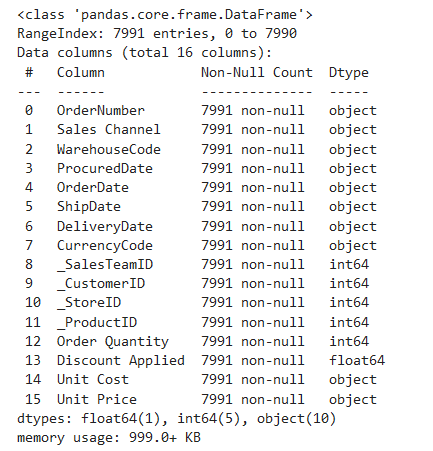 <class 'pandas.core.frame.DataFrame'>
RangeIndex: 7991 entries, 0 to 7990
Data columns (total 16 columns):
 #   Column            Non-Null Count  Dtype
---  ------            --------------  -----
 0   OrderNumber       7991 non-null   object
 1   Sales Channel     7991 non-null   object
 2   WarehouseCode     7991 non-null   object
 3   ProcuredDate      7991 non-null   object
 4   OrderDate         7991 non-null   object
 5   ShipDate          7991 non-null   object
 6   DeliveryDate      7991 non-null   object
 7   CurrencyCode      7991 non-null   object
 8   _SalesTeamID      7991 non-null   int64
 9   _CustomerID       7991 non-null   int64
 10  _StoreID          7991 non-null   int64
 11  _ProductID        7991 non-null   int64
 12  Order Quantity    7991 non-null   int64
 13  Discount Applied  7991 non-null   float64
 14  Unit Cost         7991 non-null   object
 15  Unit Price        7991 non-null   object
dtypes: float64(1), int64(5), object(10)
memory usage: 999.0+ KB